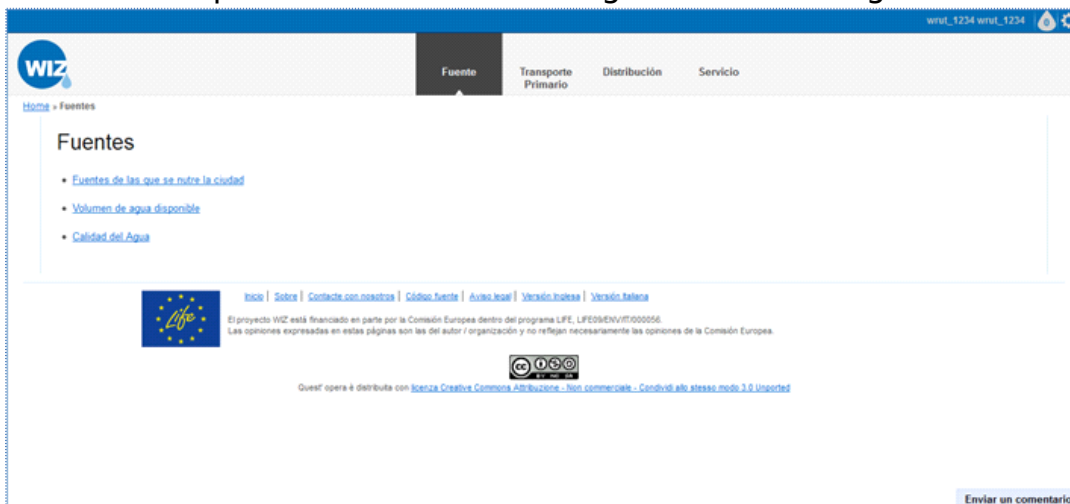 wrut_1234 wrut_1234
WIZ
Fuente
Transporte
Primario
Distribución
Servicio
Home » Fuentes
Fuentes
• Fuentes de las que se nutre la ciudad
• Volumen de agua disponible
• Calidad del Agua
Life
Inicio | Sobre | Contacte con nosotros | Código fuente | Aviso legal | Versión Inglesa | Versión Italiana
El proyecto WIZ está financiado en parte por la Comisión Europea dentro del programa LIFE, LIFE09/ENV/IT/000056.
Las opiniones expresadas en estas páginas son las del autor / organización y no reflejan necesariamente las opiniones de la Comisión Europea.
cc
BY NC SA
Quest' opera è distribuita con licenza Creative Commons Attribuzione - Non commerciale - Condividi allo stesso modo 3.0 Unported
Enviar un comentario